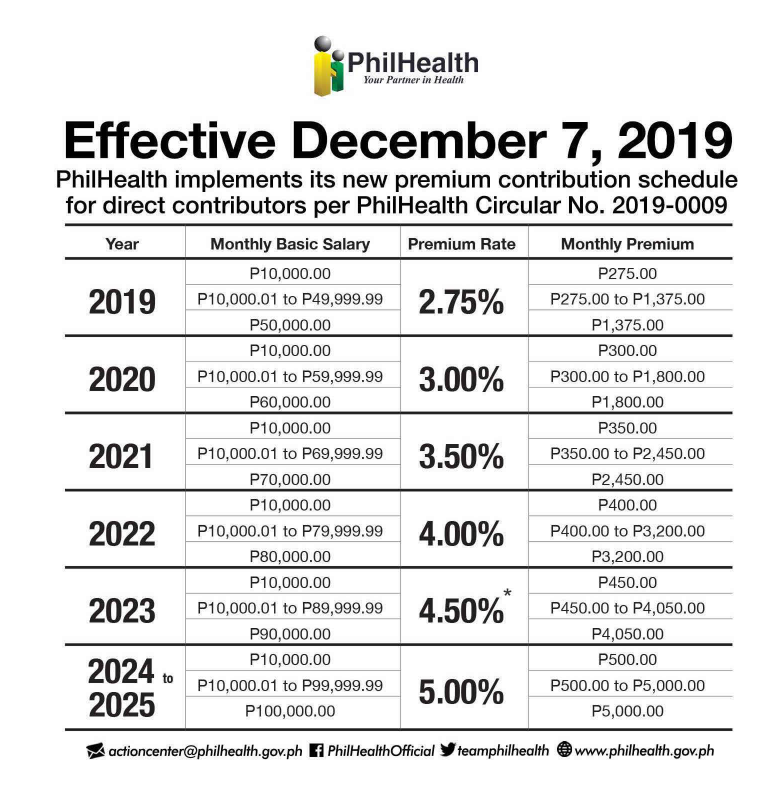 PhilHealth
Your Partner in Health
Effective December 7, 2019
PhilHealth implements its new premium contribution schedule
for direct contributors per PhilHealth Circular No. 2019-0009
Year Monthly Basic Salary Premium Rate Monthly Premium
2019 2.75%
P10,000.00 P275.00
P10,000.01 to P49,999.99 P275.00 to P1,375.00
P50,000.00 P1,375.00
2020 3.00%
P10,000.00 P300.00
P10,000.01 to P59,999.99 P300.00 to P1,800.00
P60,000.00 P1,800.00
2021 3.50%
P10,000.00 P350.00
P10,000.01 to P69,999.99 P350.00 to P2,450.00
P70,000.00 P2,450.00
2022 4.00%
P10,000.00 P400.00
P10,000.01 to P79,999.99 P400.00 to P3,200.00
P80,000.00 P3,200.00
2023 4.50%*
P10,000.00 P450.00
P10,000.01 to P89,999.99 P450.00 to P4,050.00
P90,000.00 P4,050.00
2024 to
2025 5.00%
P10,000.00 P500.00
P10,000.01 to P99,999.99 P500.00 to P5,000.00
P100,000.00 P5,000.00
actioncenter@philhealth.gov.ph PhilHealthOfficial teamphilhealth www.philhealth.gov.ph